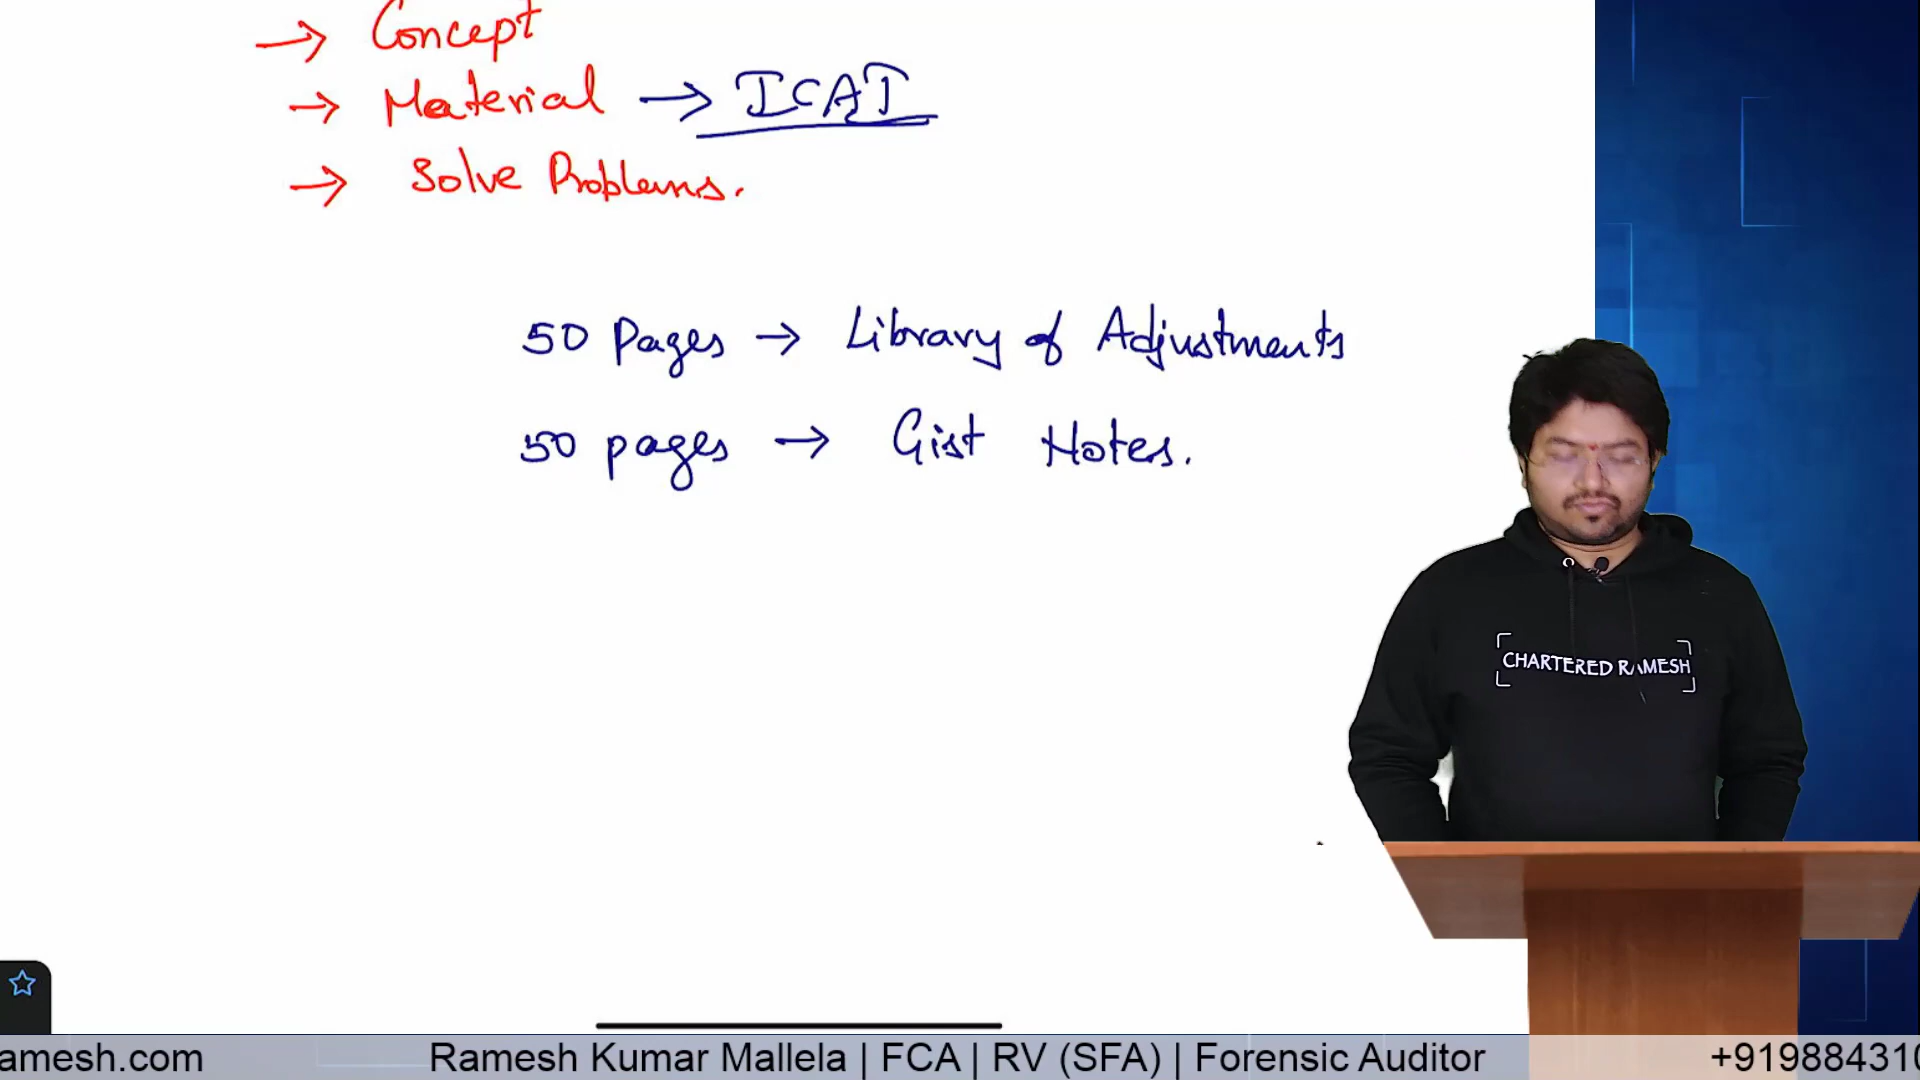 → Concept
→ Material → ICAI
→ Solve Problems.
50 Pages → Library of Adjustments
50 pages → Gist Notes.
CHARTERED RAMESH
amesh.com Ramesh Kumar Mallela | FCA | RV (SFA) | Forensic Auditor +919884310